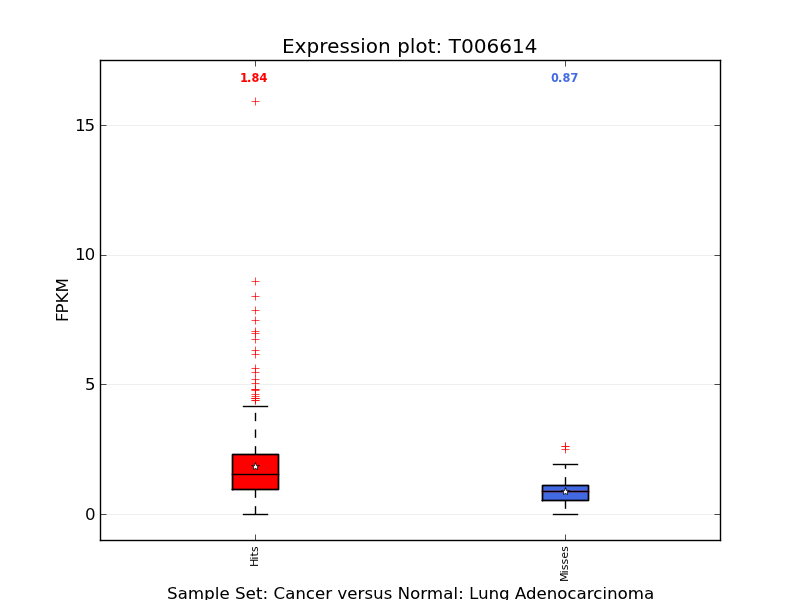 Expression plot: T006614
1.84
0.87
15
10
5
0
FPKM
Hits
Misses
Sample Set: Cancer versus Normal: Lung Adenocarcinoma